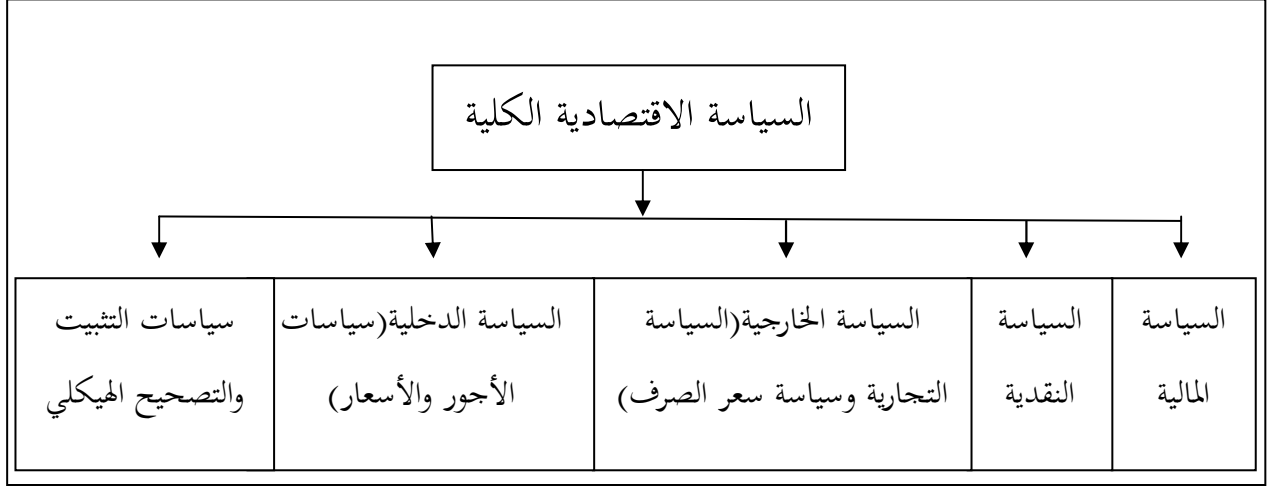 السياسة الاقتصادية الكلية
السياسة
المالية
السياسة
النقدية
السياسة الخارجية(السياسة
التجارية وسياسة سعر الصرف)
السياسة الدخلية(سياسات
الأجور والأسعار)
سياسات التثبيت
والتصحيح الهيكلي